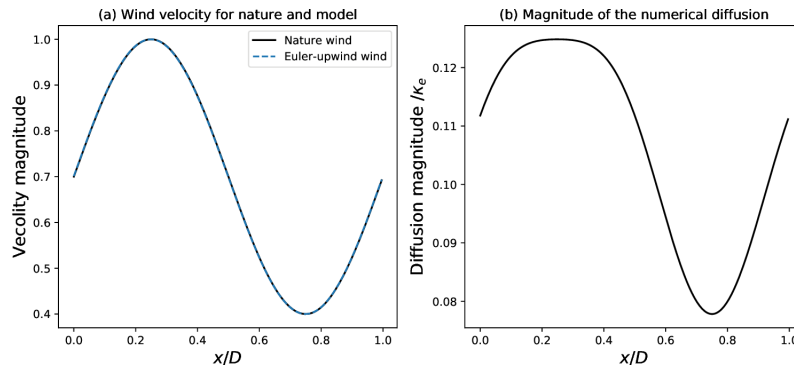 (a) Wind velocity for nature and model
Nature wind
Euler-upwind wind
Vecolity magnitude
1.0
0.9
0.8
0.7
0.6
0.5
0.4
0.0 0.2 0.4 0.6 0.8 1.0
x/D
(b) Magnitude of the numerical diffusion
Diffusion magnitude /κₑ
0.12
0.11
0.10
0.09
0.08
0.0 0.2 0.4 0.6 0.8 1.0
x/D